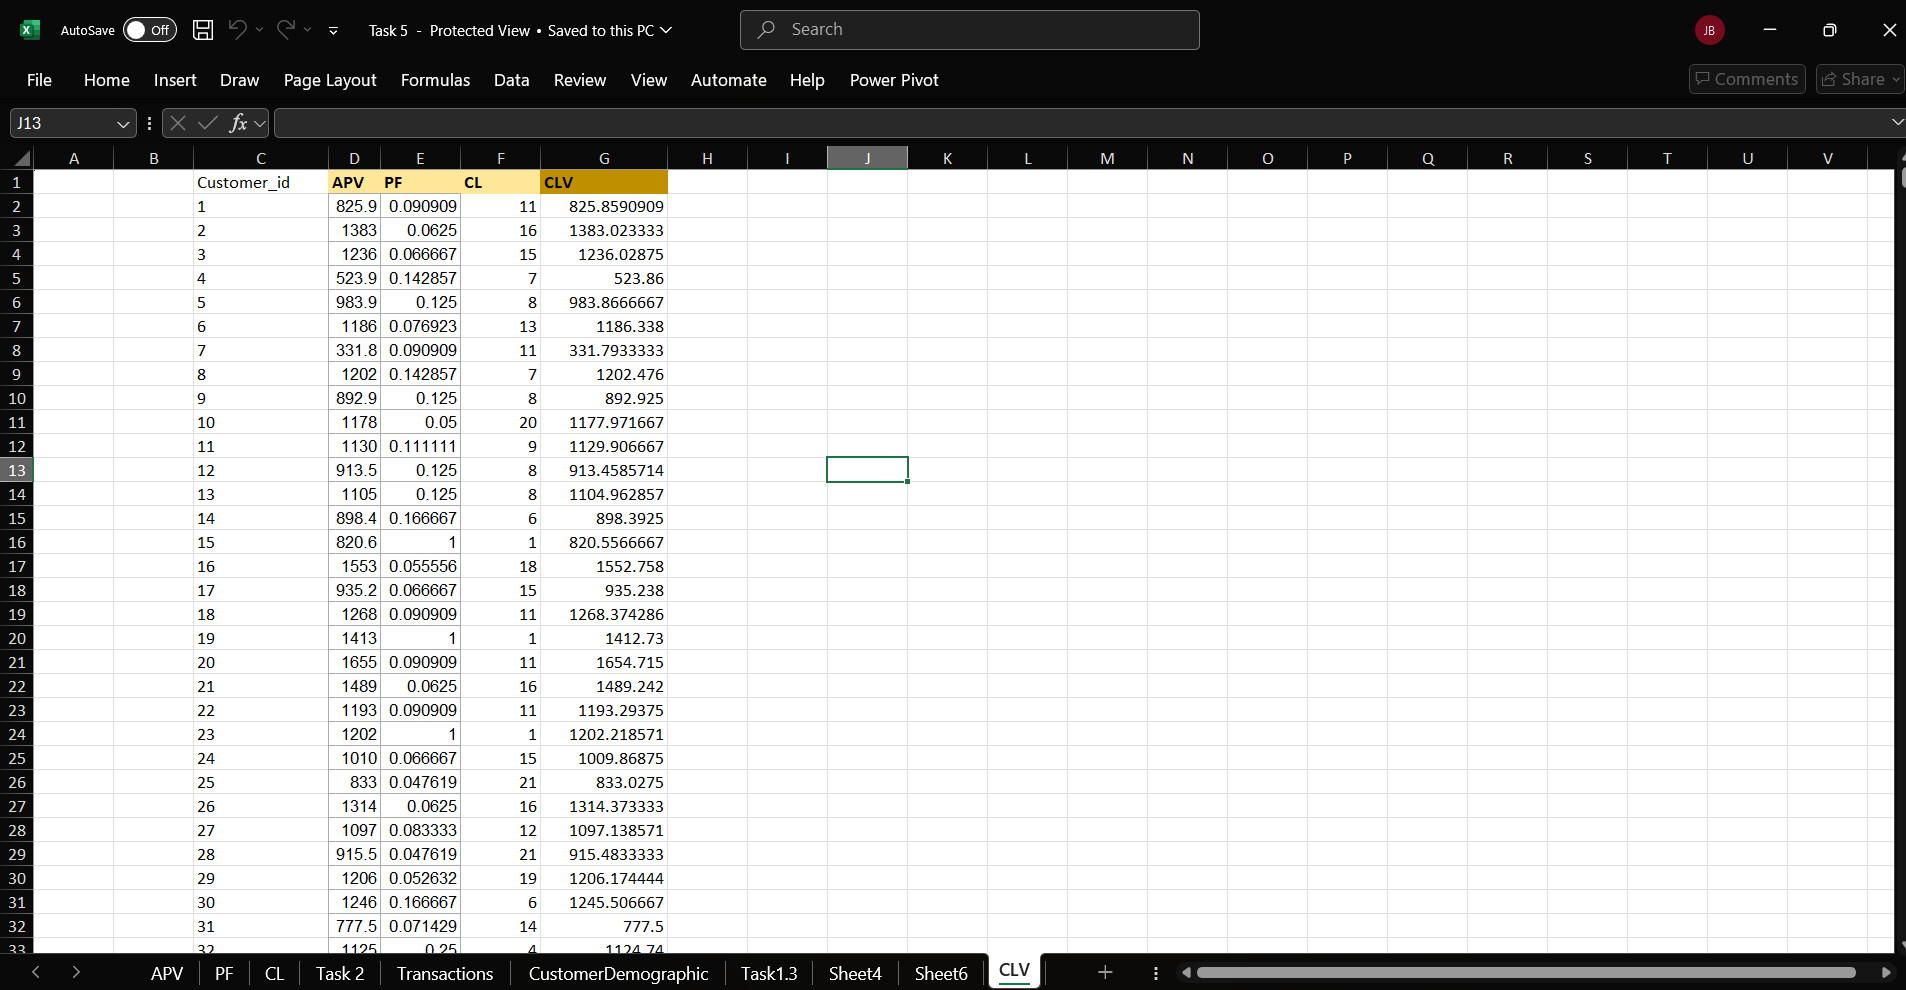 AutoSave Off Task 5 - Protected View • Saved to this PC Search JB
File Home Insert Draw Page Layout Formulas Data Review View Automate Help Power Pivot Comments Share
J13 fx
A B C D E F G H I J K L M N O P Q R S T U V
1 Customer_id APV PF CL CLV
2 1 825.9 0.090909 11 825.8590909
3 2 1383 0.0625 16 1383.023333
4 3 1236 0.066667 15 1236.02875
5 4 523.9 0.142857 7 523.86
6 5 983.9 0.125 8 983.8666667
7 6 1186 0.076923 13 1186.338
8 7 331.8 0.090909 11 331.7933333
9 8 1202 0.142857 7 1202.476
10 9 892.9 0.125 8 892.925
11 10 1178 0.05 20 1177.971667
12 11 1130 0.111111 9 1129.906667
13 12 913.5 0.125 8 913.4585714
14 13 1105 0.125 8 1104.962857
15 14 898.4 0.166667 6 898.3925
16 15 820.6 1 1 820.5566667
17 16 1553 0.055556 18 1552.758
18 17 935.2 0.066667 15 935.238
19 18 1268 0.090909 11 1268.374286
20 19 1413 1 1 1412.73
21 20 1655 0.090909 11 1654.715
22 21 1489 0.0625 16 1489.242
23 22 1193 0.090909 11 1193.29375
24 23 1202 1 1 1202.218571
25 24 1010 0.066667 15 1009.86875
26 25 833 0.047619 21 833.0275
27 26 1314 0.0625 16 1314.373333
28 27 1097 0.083333 12 1097.138571
29 28 915.5 0.047619 21 915.4833333
30 29 1206 0.052632 19 1206.174444
31 30 1246 0.166667 6 1245.506667
32 31 777.5 0.071429 14 777.5
33 32 1125 0.25 4 1124.74
APV PF CL Task 2 Transactions CustomerDemographic Task1.3 Sheet4 Sheet6 CLV